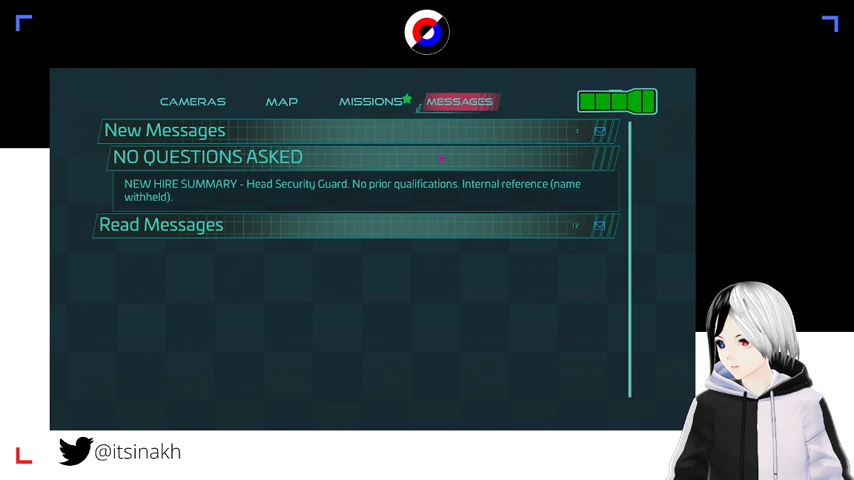 CAMERAS MAP MISSIONS MESSAGES
New Messages 1
NO QUESTIONS ASKED
NEW HIRE SUMMARY - Head Security Guard. No prior qualifications. Internal reference (name
withheld).
Read Messages 17
@itsinakh